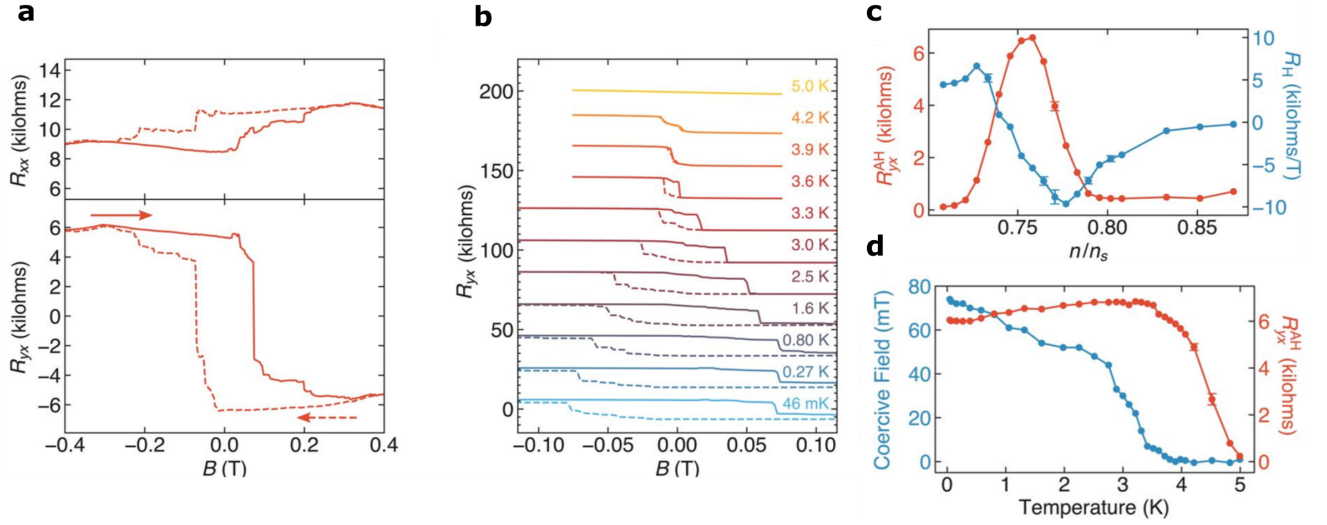 a
14
12
10
8
6
R_xx (kilohms)
6
4
2
0
−2
−4
−6
R_yx (kilohms)
−0.4 −0.2 0.0 0.2 0.4
B (T)
b
200
150
100
50
0
R_yx (kilohms)
5.0 K
4.2 K
3.9 K
3.6 K
3.3 K
3.0 K
2.5 K
1.6 K
0.80 K
0.27 K
46 mK
−0.10 −0.05 0.00 0.05 0.10
B (T)
c
6
4
2
0
R_yx^AH (kilohms)
10
5
0
−5
−10
R_H (kilohms/T)
0.75 0.80 0.85
n/n_s
d
80
60
40
20
0
Coercive Field (mT)
6
4
2
0
R_yx^AH (kilohms)
0 1 2 3 4 5
Temperature (K)